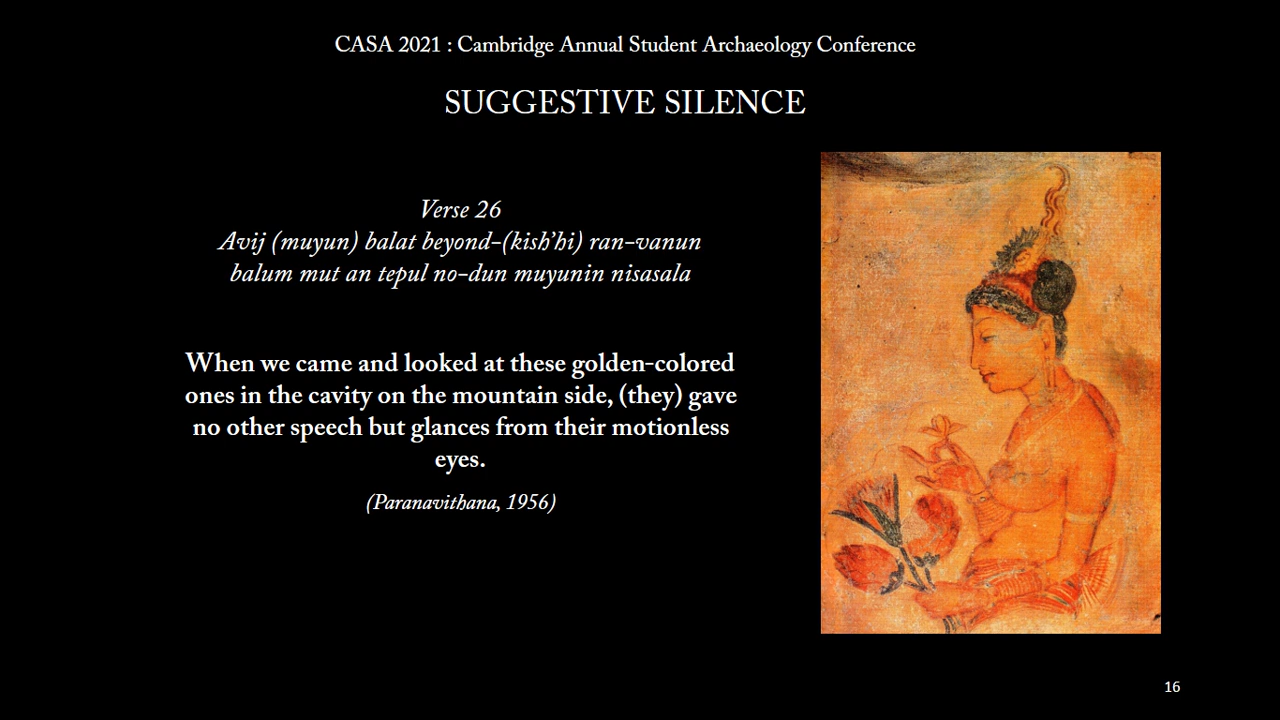 CASA 2021 : Cambridge Annual Student Archaeology Conference
SUGGESTIVE SILENCE
Verse 26
Avij (muyun) balat beyond-(kish'hi) ran-vanun
balum mut an tepul no-dun muyunin nisasala
When we came and looked at these golden-colored
ones in the cavity on the mountain side, (they) gave
no other speech but glances from their motionless
eyes.
(Paranavithana, 1956)
16